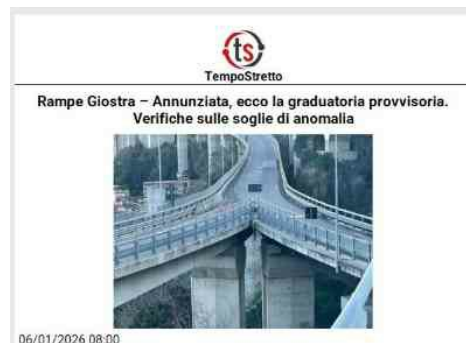 ts
TempoStretto
Rampe Giostra – Annunziata, ecco la graduatoria provvisoria.
Verifiche sulle soglie di anomalia
06/01/2026 08:00